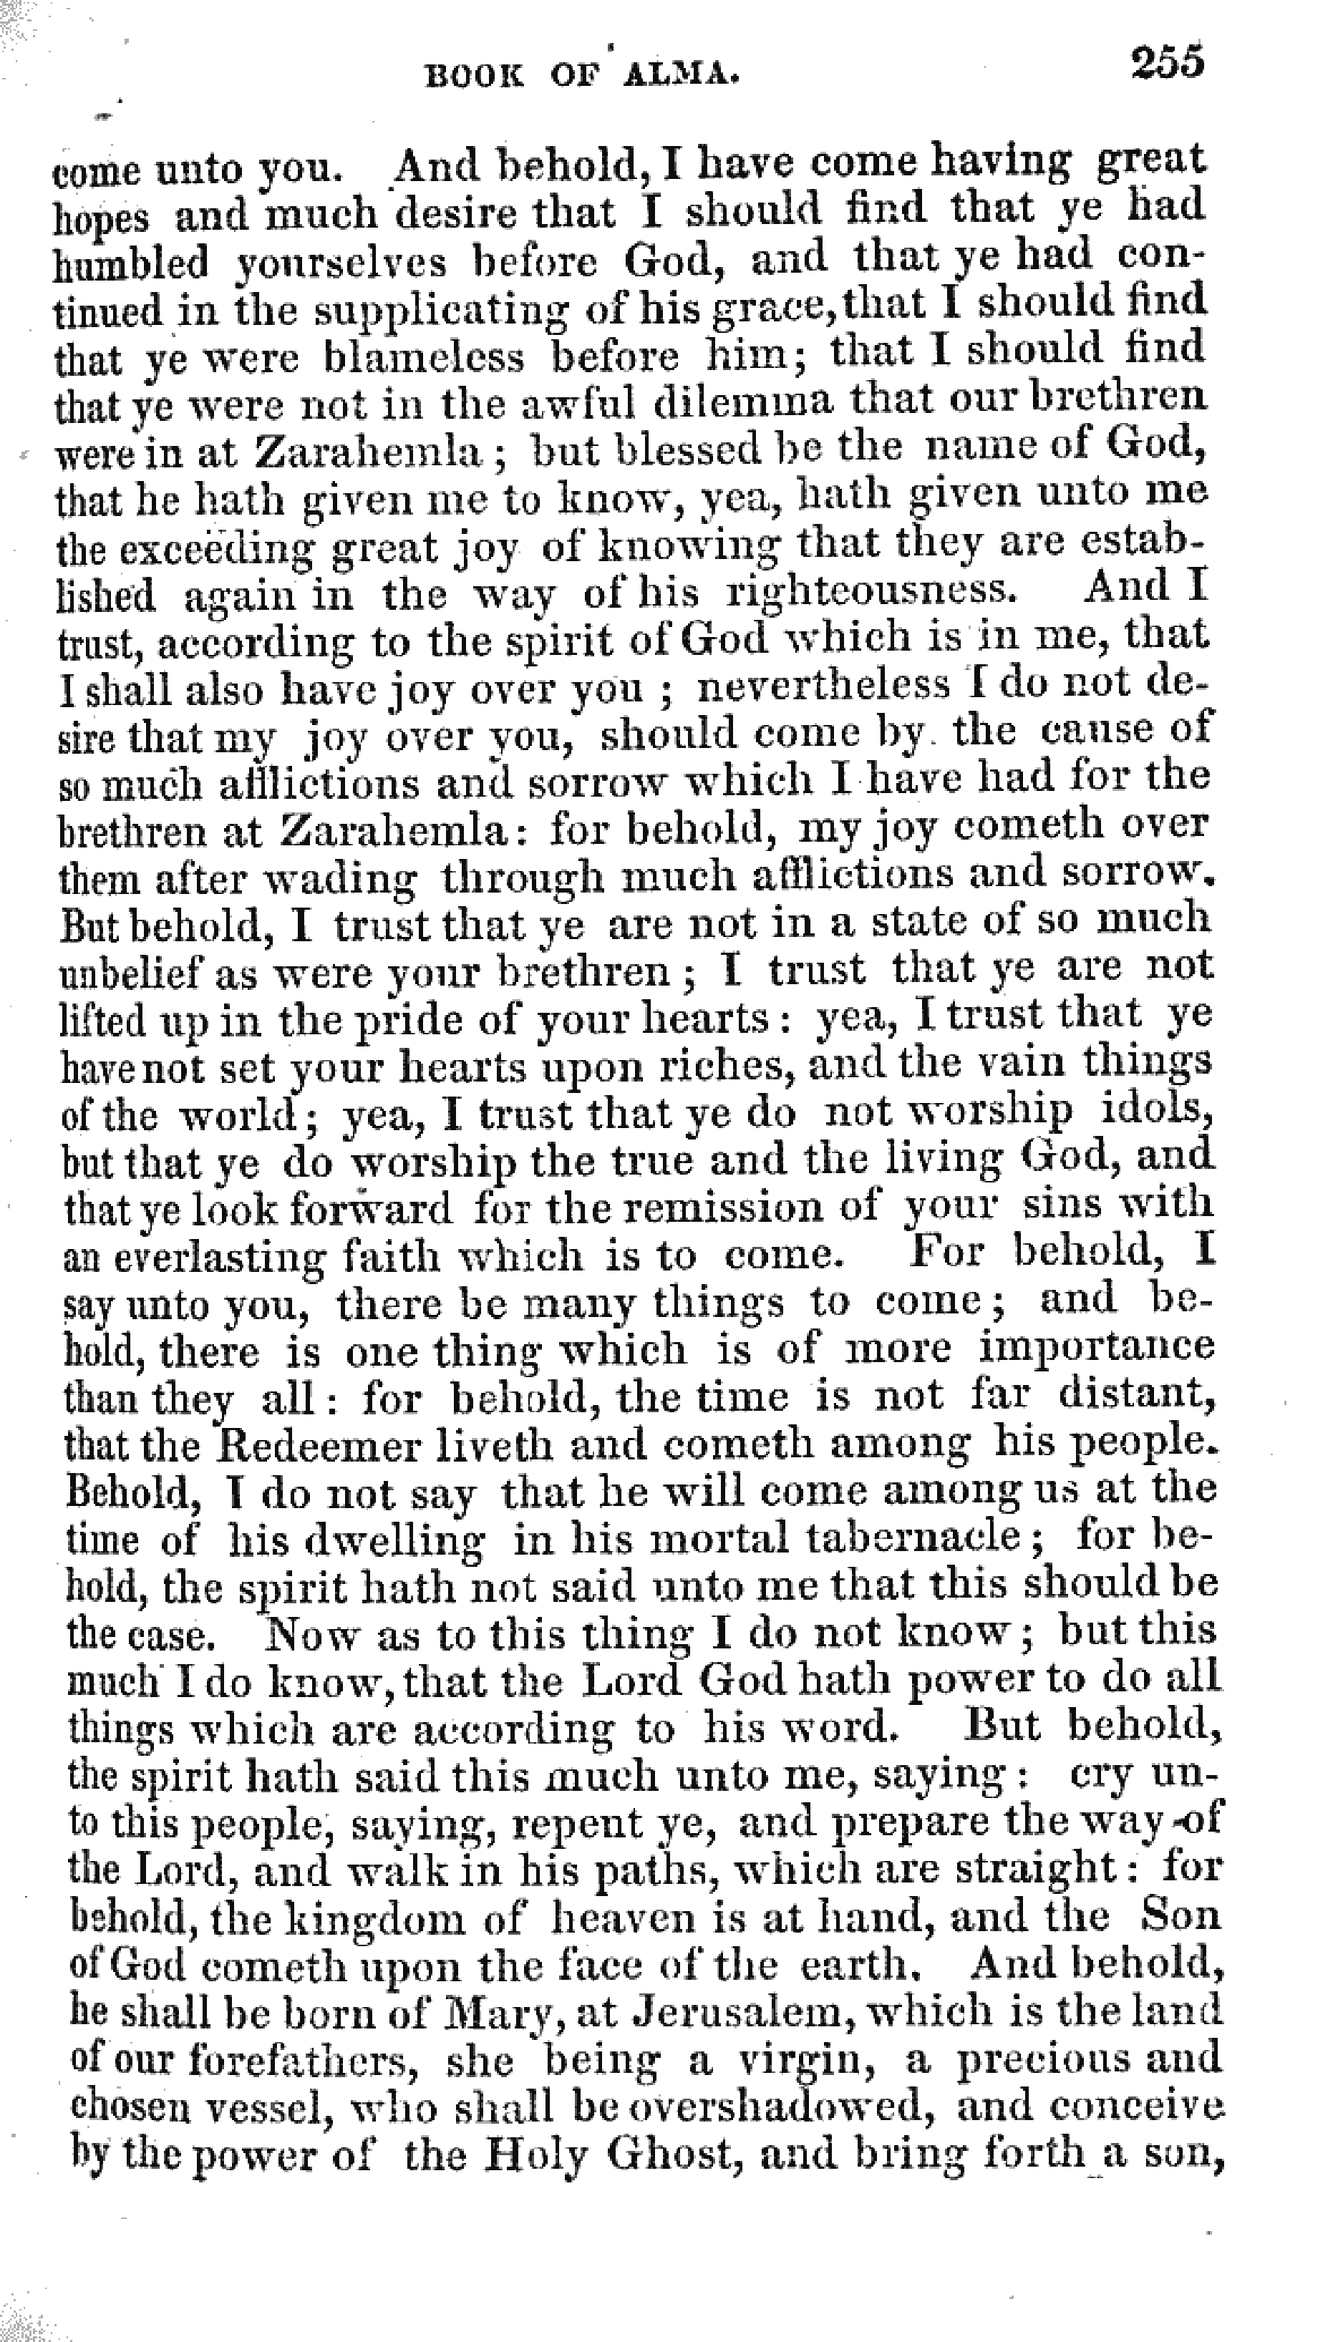 BOOK OF ALMA. 255
come unto you. And behold, I have come having great
hopes and much desire that I should find that ye had
humbled yourselves before God, and that ye had con-
tinued in the supplicating of his grace, that I should find
that ye were blameless before him; that I should find
that ye were not in the awful dilemma that our brethren
were in at Zarahemla; but blessed be the name of God,
that he hath given me to know, yea, hath given unto me
the exceeding great joy of knowing that they are estab-
lished again in the way of his righteousness. And I
trust, according to the spirit of God which is in me, that
I shall also have joy over you; nevertheless I do not de-
sire that my joy over you, should come by the cause of
so much afflictions and sorrow which I have had for the
brethren at Zarahemla: for behold, my joy cometh over
them after wading through much afflictions and sorrow.
But behold, I trust that ye are not in a state of so much
unbelief as were your brethren; I trust that ye are not
lifted up in the pride of your hearts: yea, I trust that ye
have not set your hearts upon riches, and the vain things
of the world; yea, I trust that ye do not worship idols,
but that ye do worship the true and the living God, and
that ye look forward for the remission of your sins with
an everlasting faith which is to come. For behold, I
say unto you, there be many things to come; and be-
hold, there is one thing which is of more importance
than they all: for behold, the time is not far distant,
that the Redeemer liveth and cometh among his people.
Behold, I do not say that he will come among us at the
time of his dwelling in his mortal tabernacle; for be-
hold, the spirit hath not said unto me that this should be
the case. Now as to this thing I do not know; but this
much I do know, that the Lord God hath power to do all
things which are according to his word. But behold,
the spirit hath said this much unto me, saying: cry un-
to this people, saying, repent ye, and prepare the way of
the Lord, and walk in his paths, which are straight: for
behold, the kingdom of heaven is at hand, and the Son
of God cometh upon the face of the earth. And behold,
he shall be born of Mary, at Jerusalem, which is the land
of our forefathers, she being a virgin, a precious and
chosen vessel, who shall be overshadowed, and conceive
by the power of the Holy Ghost, and bring forth a son,